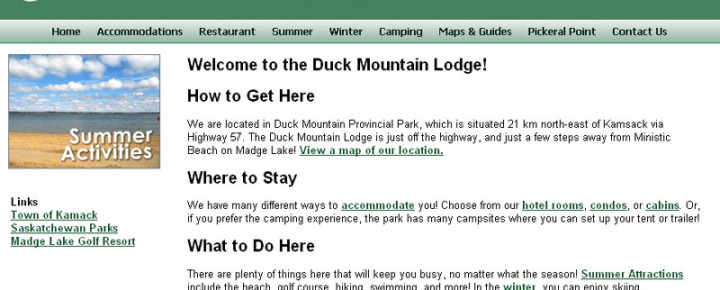 Home Accommodations Restaurant Summer Winter Camping Maps & Guides Pickeral Point Contact Us
Summer
Activities
Links
Town of Kamack
Saskatchewan Parks
Madge Lake Golf Resort
Welcome to the Duck Mountain Lodge!
How to Get Here
We are located in Duck Mountain Provincial Park, which is situated 21 km north-east of Kamsack via
Highway 57. The Duck Mountain Lodge is just off the highway, and just a few steps away from Ministic
Beach on Madge Lake! View a map of our location.
Where to Stay
We have many different ways to accommodate you! Choose from our hotel rooms, condos, or cabins. Or,
if you prefer the camping experience, the park has many campsites where you can set up your tent or trailer!
What to Do Here
There are plenty of things here that will keep you busy, no matter what the season! Summer Attractions
include the beach, golf course, hiking, swimming, and more! In the winter, you can enjoy skiing,